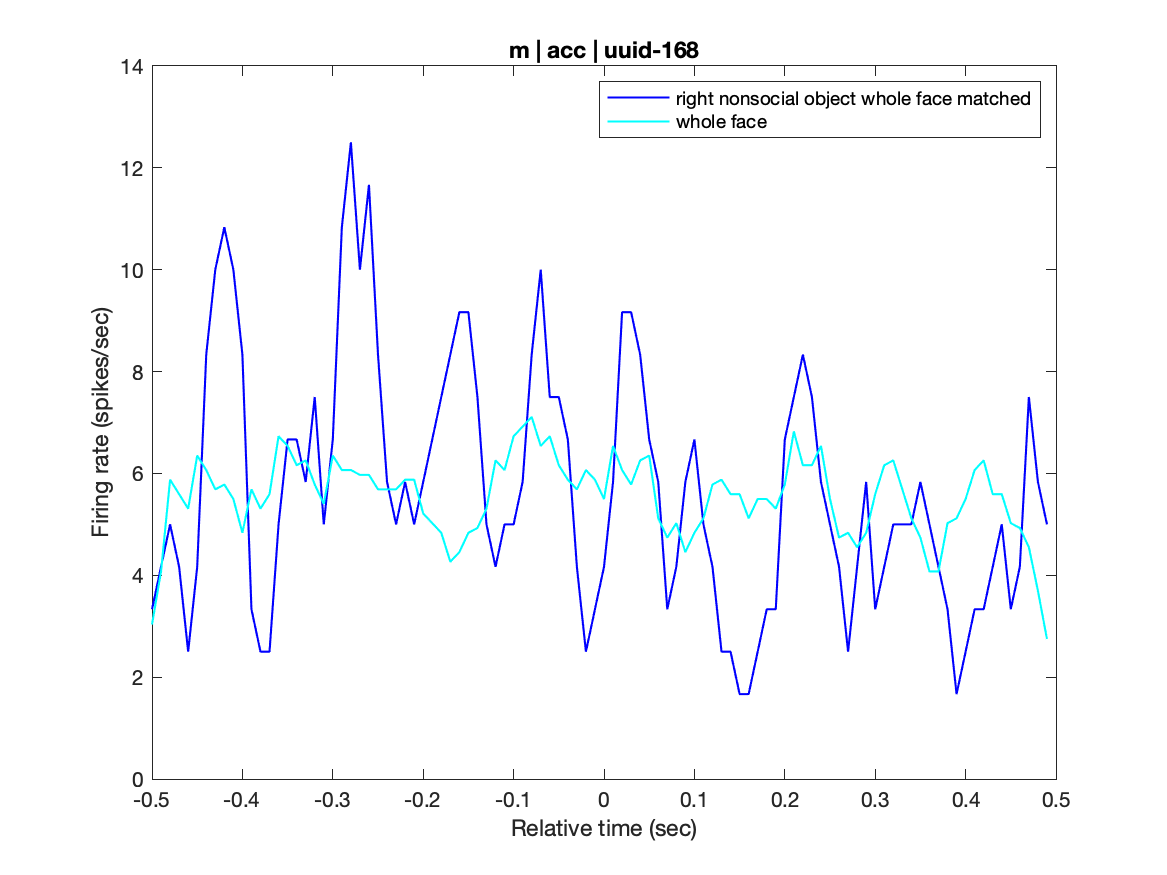 m | acc | uuid-168
right nonsocial object whole face matched
whole face
Firing rate (spikes/sec)
14
12
10
8
6
4
2
0
-0.5 -0.4 -0.3 -0.2 -0.1 0 0.1 0.2 0.3 0.4 0.5
Relative time (sec)